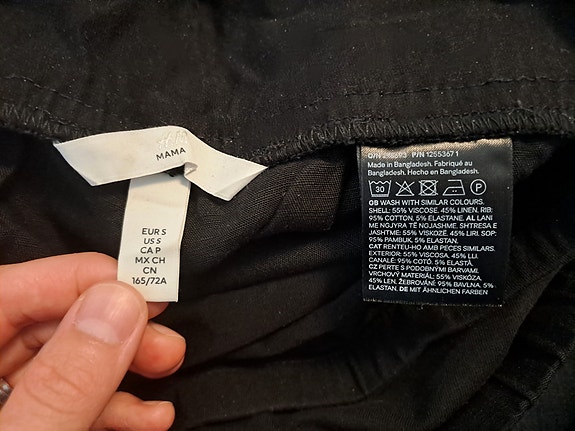 MAMA
EUR S
US S
CA P
MX CH
CN
165/72A
P/N 1255367 1
Made in Bangladesh. Fabriqué au
Bangladesh. Hecho en Bangladesh.
30
P
GB WASH WITH SIMILAR COLOURS.
SHELL: 55% VISCOSE. 45% LINEN. RIB:
95% COTTON, 5% ELASTANE. AL LANI
ME NGJYRA TË NGJASHME. SHTRESA E
JASHTME: 55% VISKOZË. 45% LIRI. SOP:
95% PAMBUK, 5% ELASTAN.
CAT RENTEU-HO AMB PECES SIMILARS.
EXTERIOR: 55% VISCOSA. 45% LLI.
CANALÉ: 95% COTÓ. 5% ELASTÀ.
CZ PERTE S PODOBNÝMI BARVAMI.
VRCHOVÝ MATERIÁL: 55% VISKÓZA,
45% LEN. ŽEBROVÁNÍ: 95% BAVLNA. 5%
ELASTAN. DE MIT ÄHNLICHEN FARBEN